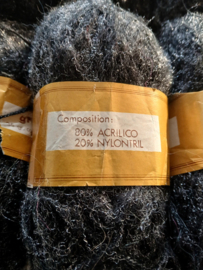 Composition:
80% ACRILICO
20% NYLONTRIL